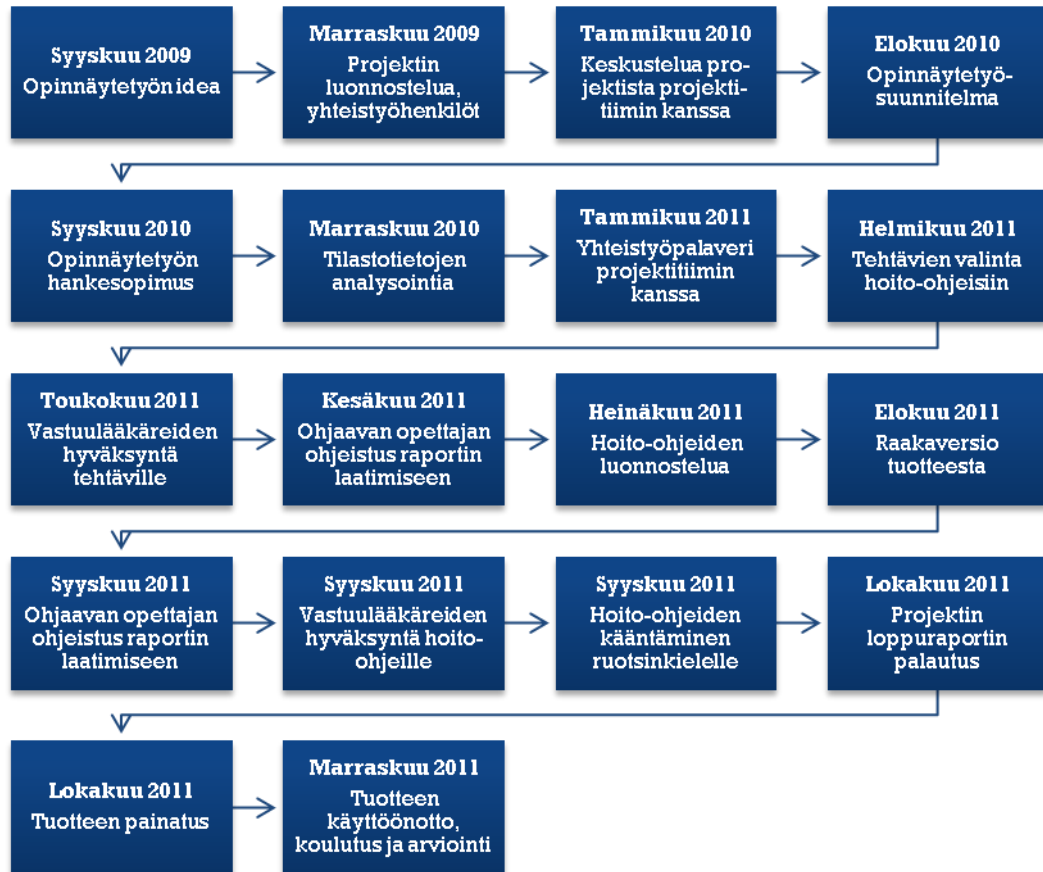 Syyskuu 2009
Opinnäytetyön idea
Marraskuu 2009
Projektin
luonnostelua,
yhteistyöhenkilöt
Tammikuu 2010
Keskustelua pro-
jektista projekti-
tiimin kanssa
Elokuu 2010
Opinnäytetyö-
suunnitelma
Syyskuu 2010
Opinnäytetyön
hankesopimus
Marraskuu 2010
Tilastotietojen
analysointia
Tammikuu 2011
Yhteistyöpalaveri
projektitiimin
kanssa
Helmikuu 2011
Tehtävien valinta
hoito-ohjeisiin
Toukokuu 2011
Vastuulääkäreiden
hyväksyntä
tehtäville
Kesäkuu 2011
Ohjaavan opettajan
ohjeistus raportin
laatimiseen
Heinäkuu 2011
Hoito-ohjeiden
luonnostelua
Elokuu 2011
Raakaversio
tuotteesta
Syyskuu 2011
Ohjaavan opettajan
ohjeistus raportin
laatimiseen
Syyskuu 2011
Vastuulääkäreiden
hyväksyntä hoito-
ohjeille
Syyskuu 2011
Hoito-ohjeiden
kääntäminen
ruotsinkielelle
Lokakuu 2011
Projektin
loppuraportin
palautus
Lokakuu 2011
Tuotteen painatus
Marraskuu 2011
Tuotteen
käyttöönotto,
koulutus ja arviointi